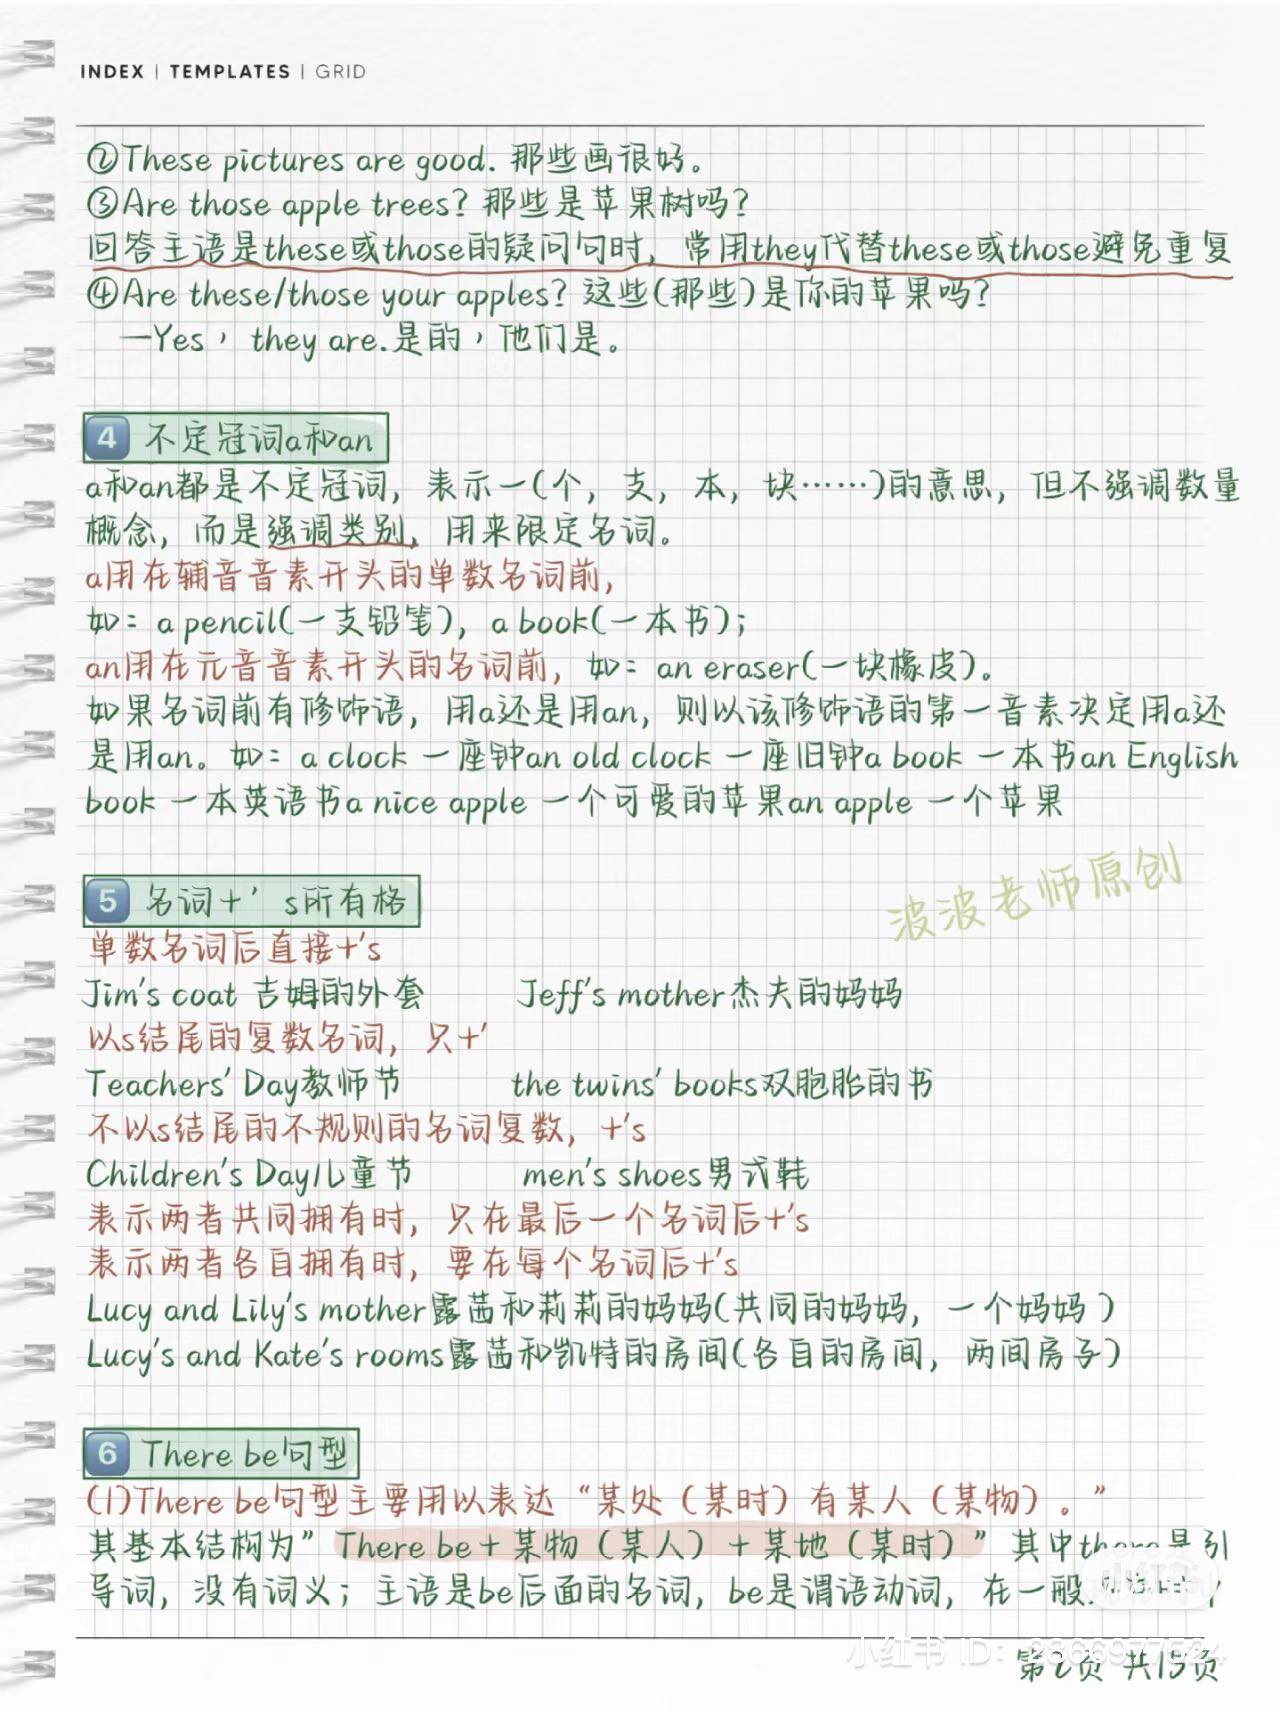 INDEX | TEMPLATES | GRID
②These pictures are good. 那些画很好。
③Are those apple trees? 那些是苹果树吗?
回答主语是these或those的疑问句时，常用they代替these或those避免重复
④Are these/those your apples? 这些(那些)是你的苹果吗?
—Yes， they are.是的，他们是。
4 不定冠词a和an
a和an都是不定冠词，表示一(个，支，本，块……)的意思，但不强调数量
概念，而是强调类别，用来限定名词。
a用在辅音音素开头的单数名词前，
如：a pencil(一支铅笔)，a book(一本书)；
an用在元音音素开头的名词前，如：an eraser(一块橡皮)。
如果名词前有修饰语，用a还是用an，则以该修饰语的第一音素决定用a还
是用an。如：a clock 一座钟an old clock 一座旧钟a book 一本书an English
book 一本英语书a nice apple 一个可爱的苹果an apple 一个苹果
波波老师原创
5 名词+’s所有格
单数名词后直接+'s
Jim's coat 吉姆的外套 Jeff's mother杰夫的妈妈
以s结尾的复数名词，只+'
Teachers' Day教师节 the twins' books双胞胎的书
不以s结尾的不规则的名词复数，+'s
Children's Day儿童节 men's shoes男式鞋
表示两者共同拥有时，只在最后一个名词后+'s
表示两者各自拥有时，要在每个名词后+'s
Lucy and Lily's mother露茜和莉莉的妈妈(共同的妈妈，一个妈妈 )
Lucy's and Kate's rooms露茜和凯特的房间(各自的房间，两间房子)
6 There be句型
(1)There be句型主要用以表达“某处（某时）有某人（某物）。”
其基本结构为”There be＋某物（某人）＋某地（某时）”其中there是引
导词，没有词义；主语是be后面的名词，be是谓语动词，在一般
小红书
小红书 ID: 2866977624
第2页 共15页